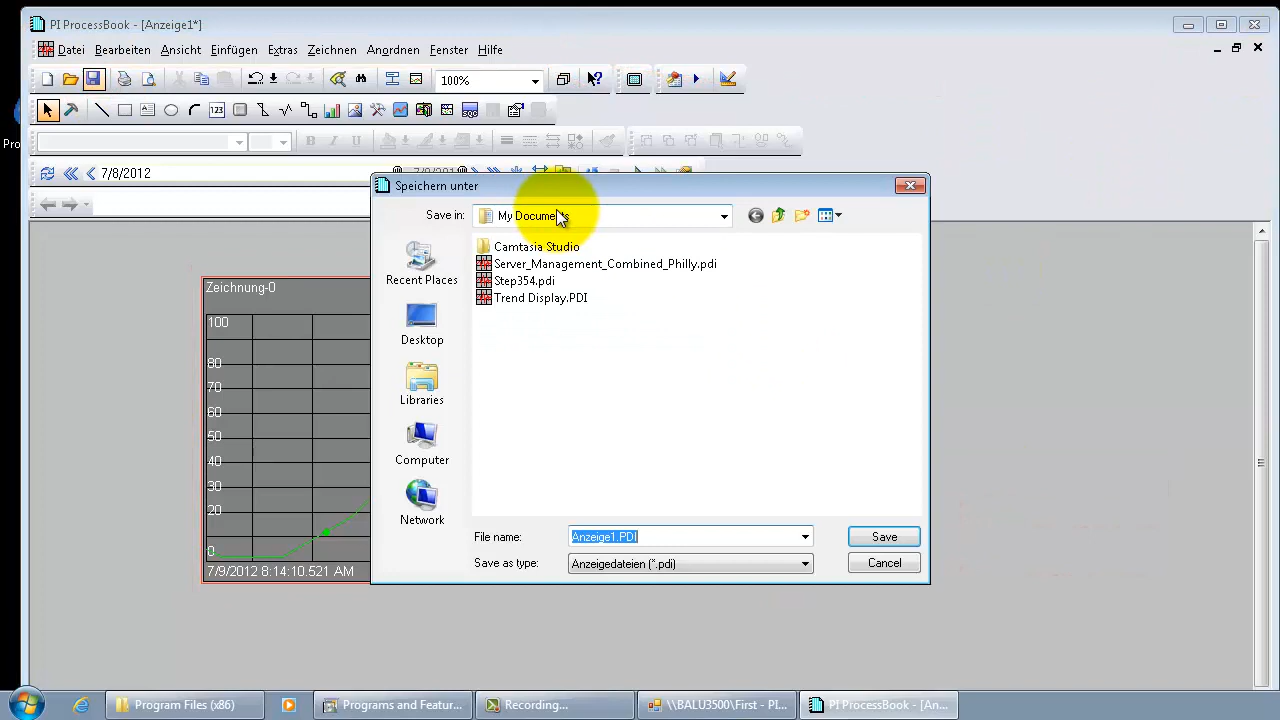 PI ProcessBook - [Anzeige1*]
Datei Bearbeiten Ansicht Einfügen Extras Zeichnen Anordnen Fenster Hilfe
100%
123
SQC
B I U
7/8/2012
Speichern unter
Save in: My Documents
Recent Places
Desktop
Libraries
Computer
Network
Camtasia Studio
Server_Management_Combined_Philly.pdi
Step354.pdi
Trend Display.PDI
File name: Anzeige1.PDI Save
Save as type: Anzeigedateien (*.pdi) Cancel
Zeichnung-0
100
80
70
60
50
40
30
20
0
7/9/2012 8:14:10.521 AM
Pro
Program Files (x86) Programs and Featur... Recording... \\BALU3500\First - PI... PI ProcessBook - [An...